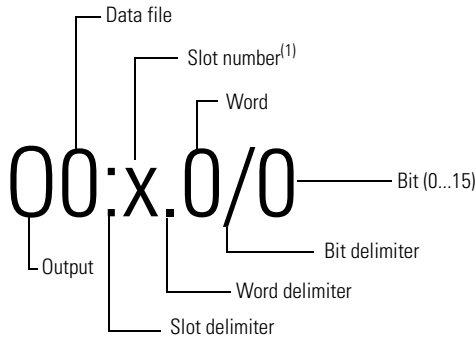 Data file
Slot number(1)
Word
O0:x.0/0
Bit (0...15)
Bit delimiter
Output
Word delimiter
Slot delimiter